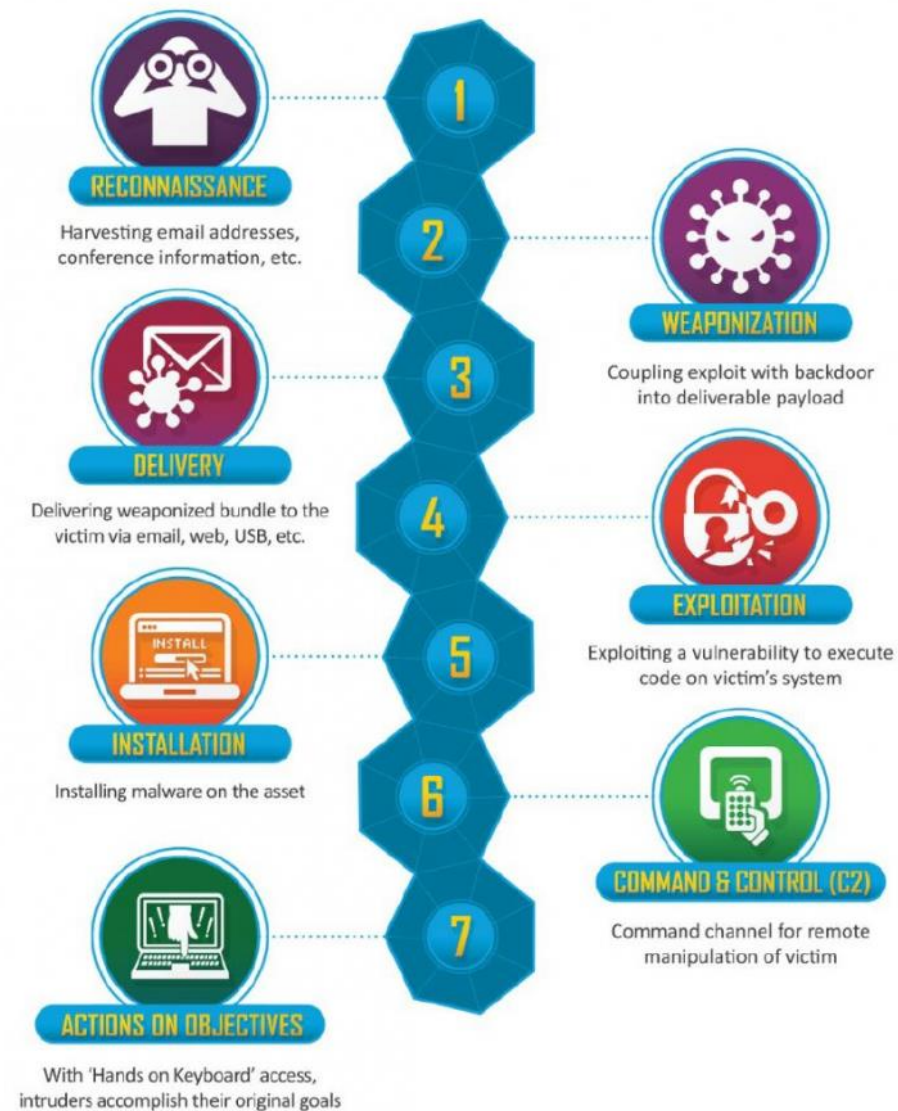 1
RECONNAISSANCE
Harvesting email addresses,
conference information, etc.
2
WEAPONIZATION
Coupling exploit with backdoor
into deliverable payload
3
DELIVERY
Delivering weaponized bundle to the
victim via email, web, USB, etc.
4
EXPLOITATION
Exploiting a vulnerability to execute
code on victim's system
5
INSTALL
INSTALLATION
Installing malware on the asset
6
COMMAND & CONTROL (C2)
Command channel for remote
manipulation of victim
7
ACTIONS ON OBJECTIVES
With 'Hands on Keyboard' access,
intruders accomplish their original goals